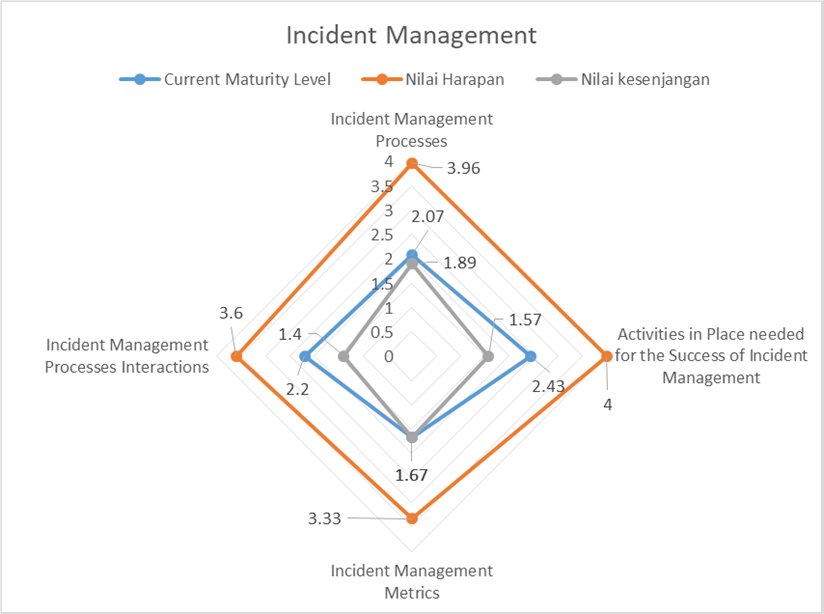 Incident Management
Current Maturity Level Nilai Harapan Nilai kesenjangan
Incident Management
Processes
4
3.96
3.5
3
2.07
2.5
2
1.89
1.5
1
0.5
0
3.6
1.4
1.57
Incident Management
Processes Interactions
2.2
Activities in Place needed
for the Success of Incident
Management
2.43
4
1.67
3.33
Incident Management
Metrics